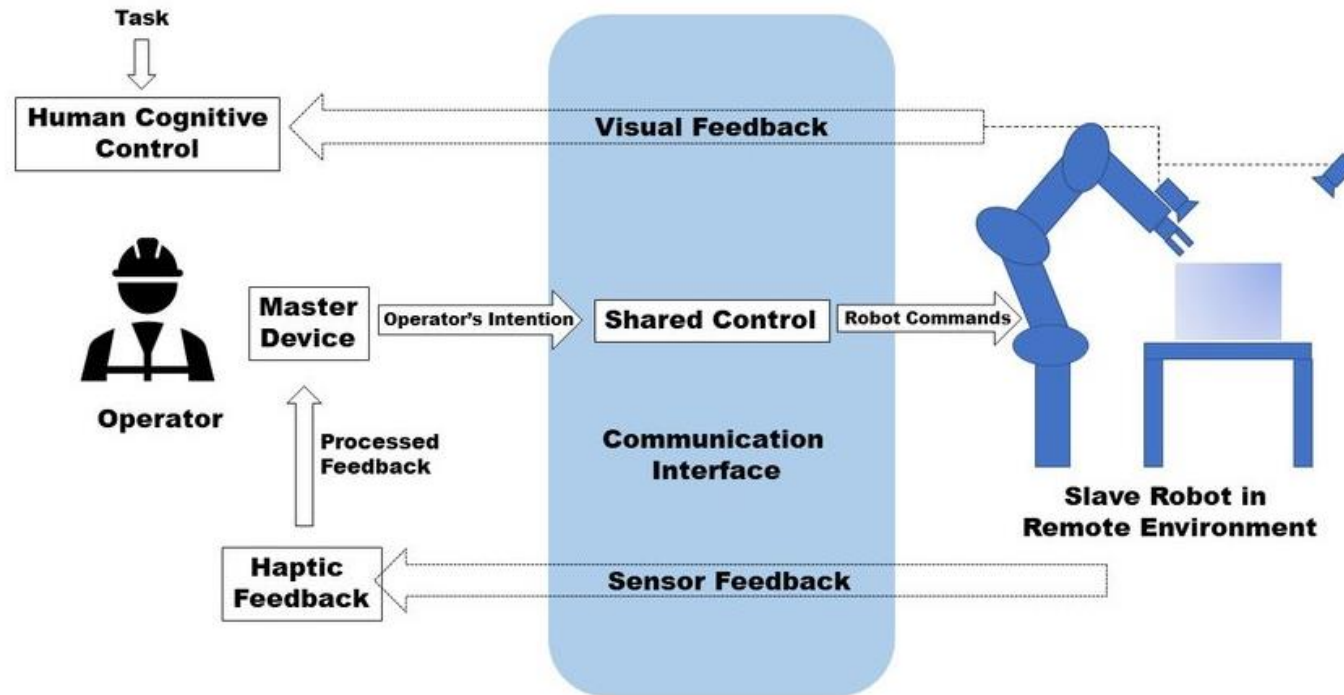 Task
Human Cognitive
Control
Visual Feedback
Master
Device
Operator's Intention
Shared Control
Robot Commands
Operator
Processed
Feedback
Communication
Interface
Slave Robot in
Remote Environment
Haptic
Feedback
Sensor Feedback